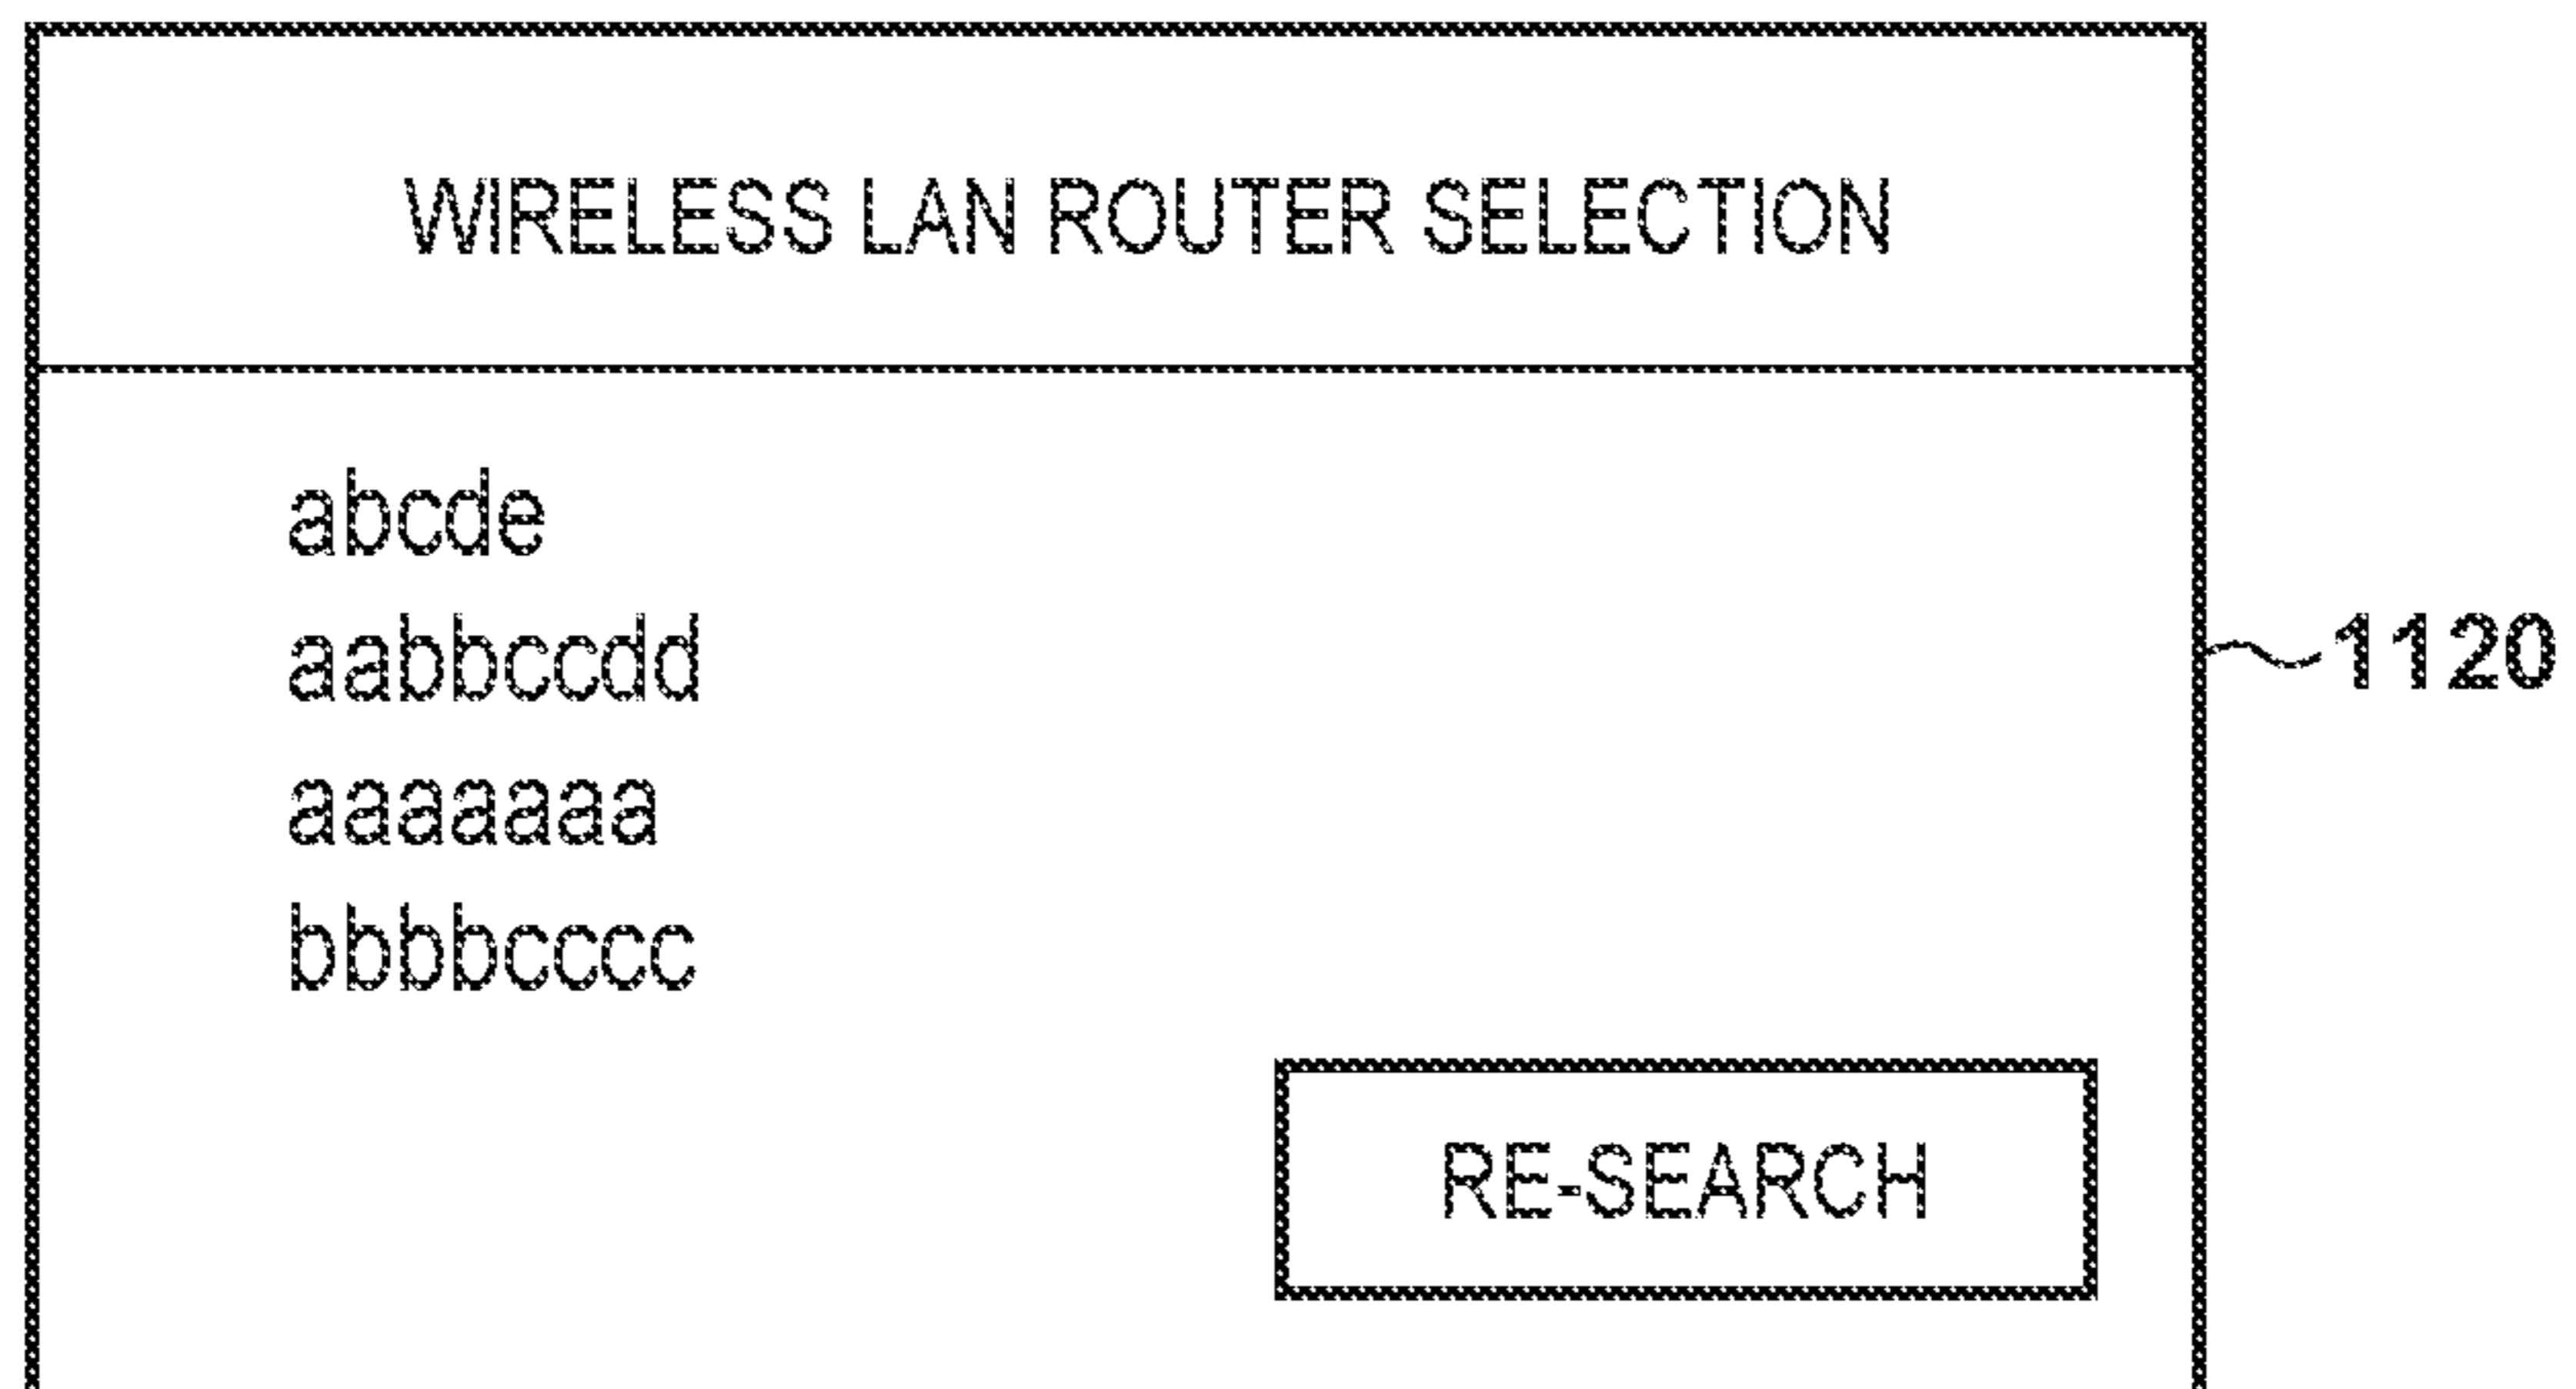 WIRELESS LAN ROUTER SELECTION
abcde
aabbccdd
1120
aaaaaaa
bbbbcccc
RE-SEARCH